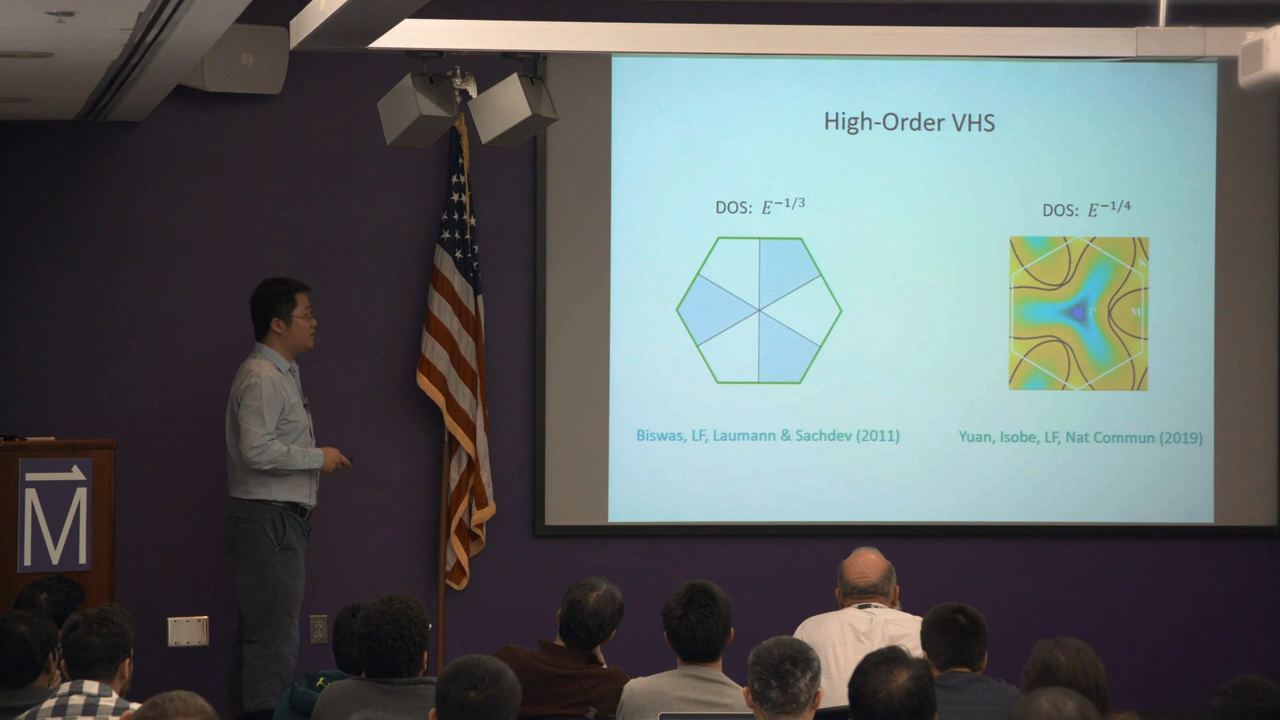 High-Order VHS
DOS: E^{-1/3}
DOS: E^{-1/4}
K
Γ
M
Biswas, LF, Laumann & Sachdev (2011)
Yuan, Isobe, LF, Nat Commun (2019)
M